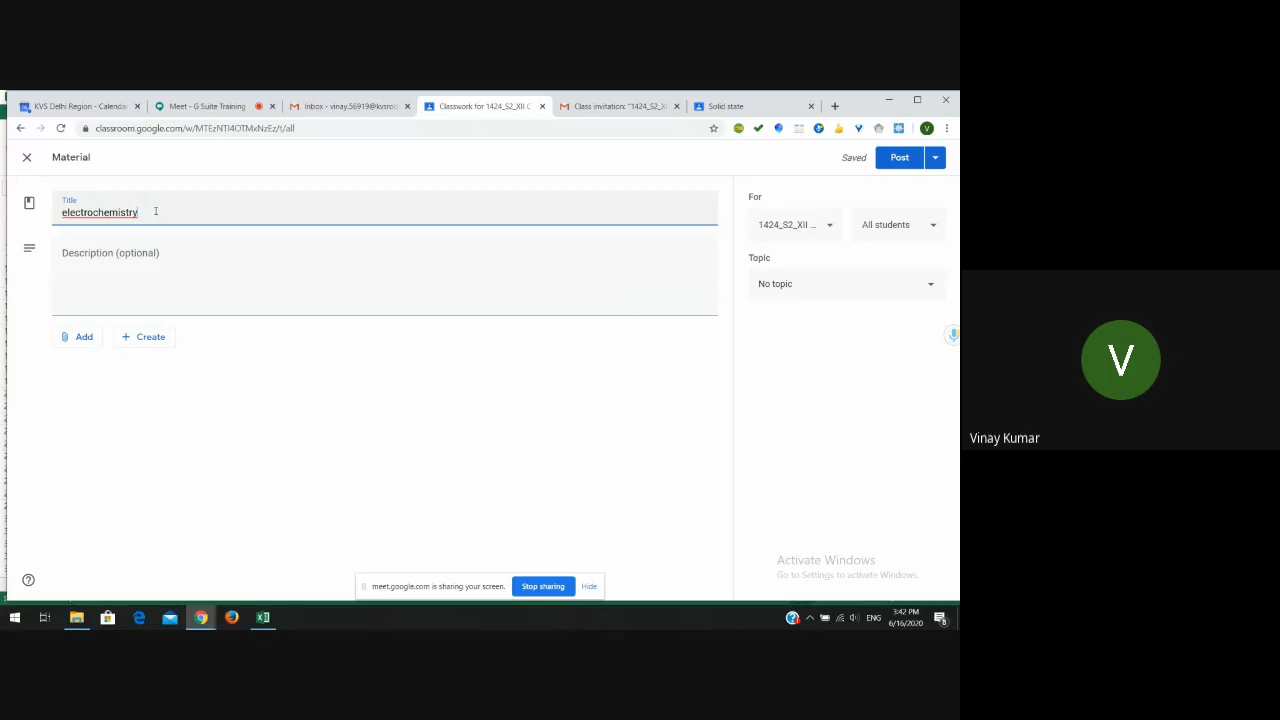 KVS Delhi Region - Calenda
Meet - G Suite Training
Inbox - vinay.56919@kvsro
Classwork for 1424_S2_XII C
Class invitation: "1424_S2_X
Solid state
classroom.google.com/w/MTEzNTI4OTMxNzEz/t/all
V
Material
Saved
Post
Title
electrochemistry
Description (optional)
Add
Create
For
1424_S2_XII ...
All students
Topic
No topic
V
Vinay Kumar
Activate Windows
Go to Settings to activate Windows.
meet.google.com is sharing your screen.
Stop sharing
Hide
ENG
3:42 PM
6/16/2020